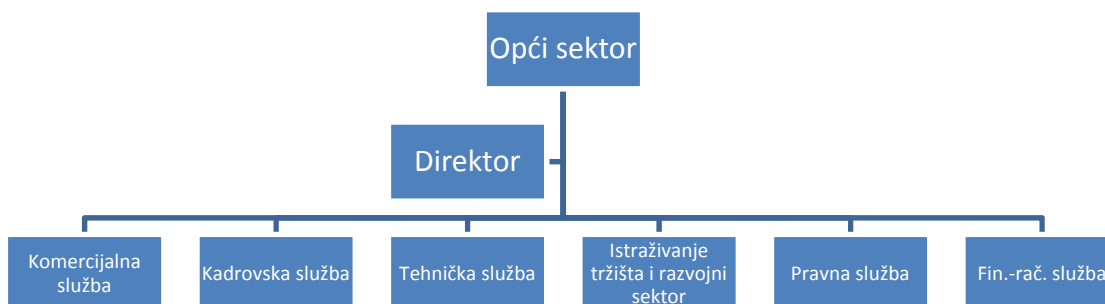 Opći sektor
Direktor
Komercijalna
služba
Kadrovska služba
Tehnička služba
Istraživanje
tržišta i razvojni
sektor
Pravna služba
Fin.-rač. služba